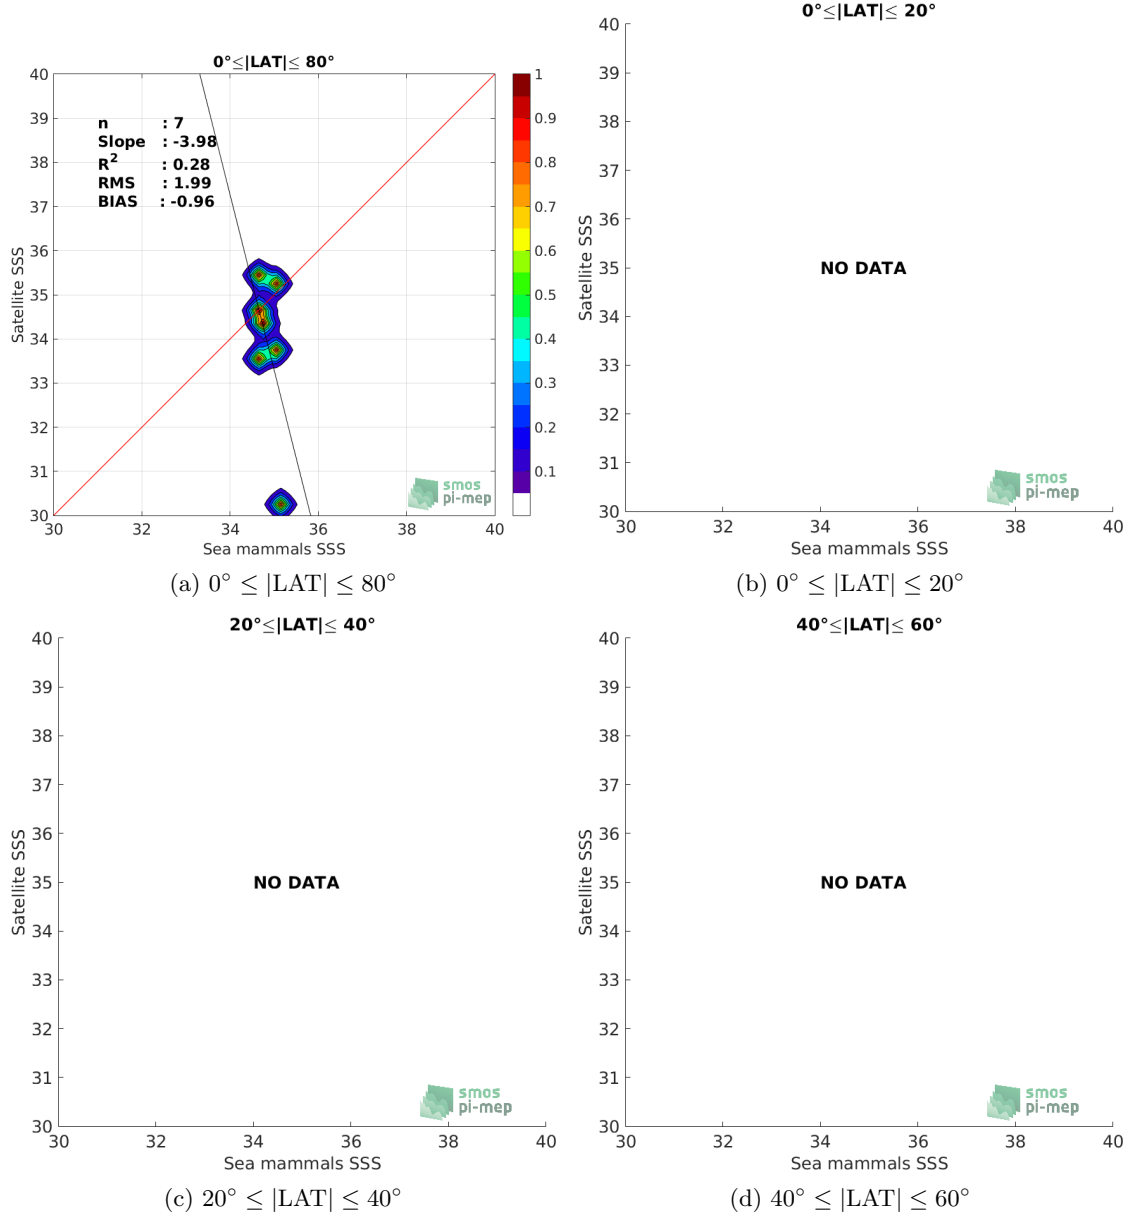 0°≤|LAT|≤ 80°
n : 7
Slope : -3.98
R² : 0.28
RMS : 1.99
BIAS : -0.96
40
39
38
37
36
35
34
33
32
31
30
Satellite SSS
30 32 34 36 38 40
Sea mammals SSS
1
0.9
0.8
0.7
0.6
0.5
0.4
0.3
0.2
0.1
smos
pi-mep
(a) 0° ≤ |LAT| ≤ 80°
0°≤|LAT|≤ 20°
40
39
38
37
36
35
34
33
32
31
30
Satellite SSS
NO DATA
30 32 34 36 38 40
Sea mammals SSS
smos
pi-mep
(b) 0° ≤ |LAT| ≤ 20°
20°≤|LAT|≤ 40°
40
39
38
37
36
35
34
33
32
31
30
Satellite SSS
NO DATA
30 32 34 36 38 40
Sea mammals SSS
smos
pi-mep
(c) 20° ≤ |LAT| ≤ 40°
40°≤|LAT|≤ 60°
40
39
38
37
36
35
34
33
32
31
30
Satellite SSS
NO DATA
30 32 34 36 38 40
Sea mammals SSS
smos
pi-mep
(d) 40° ≤ |LAT| ≤ 60°